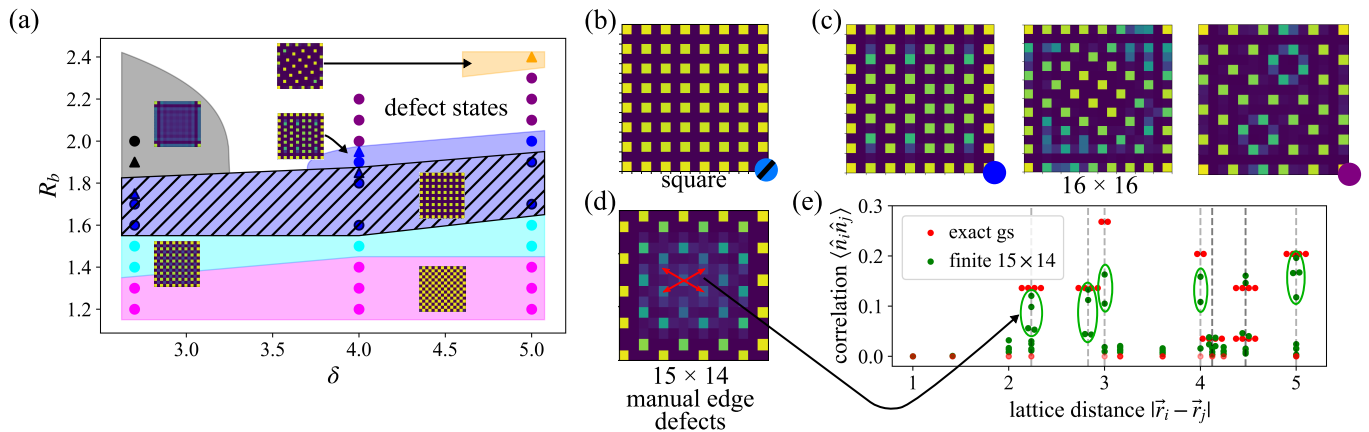 (a)
R_b
2.4
2.2
2.0
1.8
1.6
1.4
1.2
defect states
3.0
3.5
4.0
4.5
5.0
δ
(b)
square
(c)
16 × 16
(d)
15 × 14
manual edge
defects
(e)
correlation ⟨n̂_i n̂_j⟩
0.3
0.2
0.1
0.0
exact gs
finite 15×14
1
2
3
4
5
lattice distance |r⃗_i − r⃗_j|